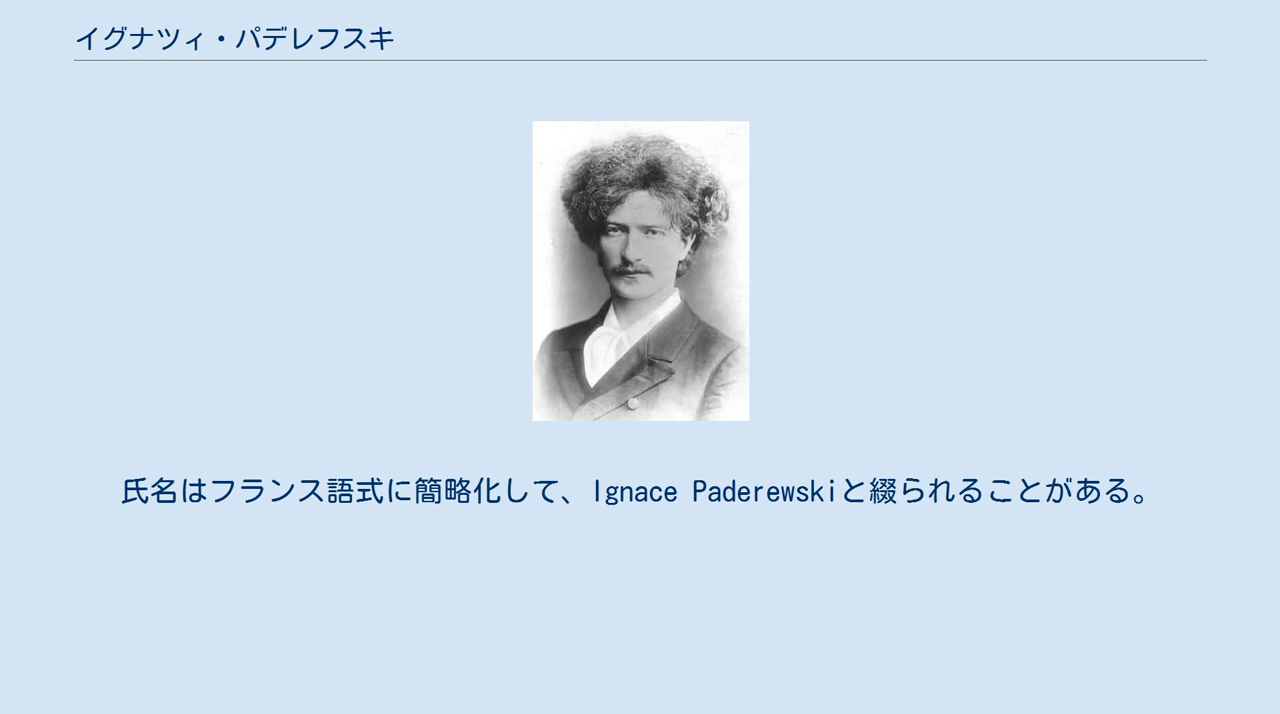 イグナツィ・パデレフスキ
氏名はフランス語式に簡略化して、Ignace Paderewskiと綴られることがある。